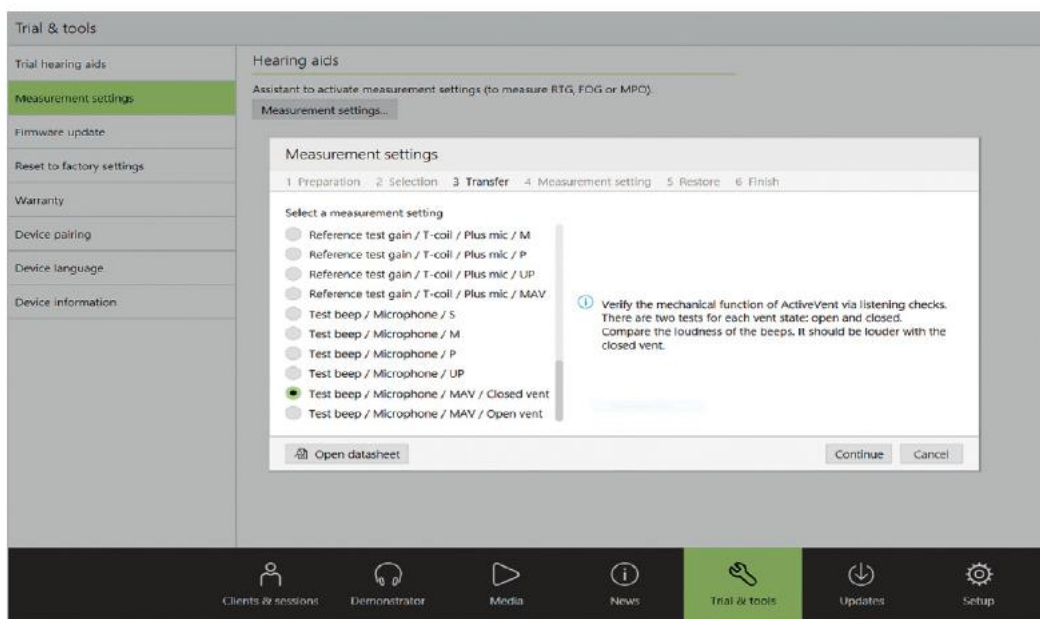 Trial & tools
Trial hearing aids
Measurement settings
Firmware update
Reset to factory settings
Warranty
Device pairing
Device language
Device information
Hearing aids
Assistant to activate measurement settings (to measure RTG, FOG or MPO).
Measurement settings...
Measurement settings
1 Preparation 2 Selection 3 Transfer 4 Measurement setting 5 Restore 6 Finish
Select a measurement setting
Reference test gain / T-coil / Plus mic / M
Reference test gain / T-coil / Plus mic / P
Reference test gain / T-coil / Plus mic / UP
Reference test gain / T-coil / Plus mic / MAV
Test beep / Microphone / S
Test beep / Microphone / M
Test beep / Microphone / P
Test beep / Microphone / UP
Test beep / Microphone / MAV / Closed vent
Test beep / Microphone / MAV / Open vent
Verify the mechanical function of ActiveVent via listening checks.
There are two tests for each vent state: open and closed.
Compare the loudness of the beeps. It should be louder with the
closed vent.
Open datasheet
Continue Cancel
Clients & sessions Demonstrator Media News Trial & tools Updates Setup